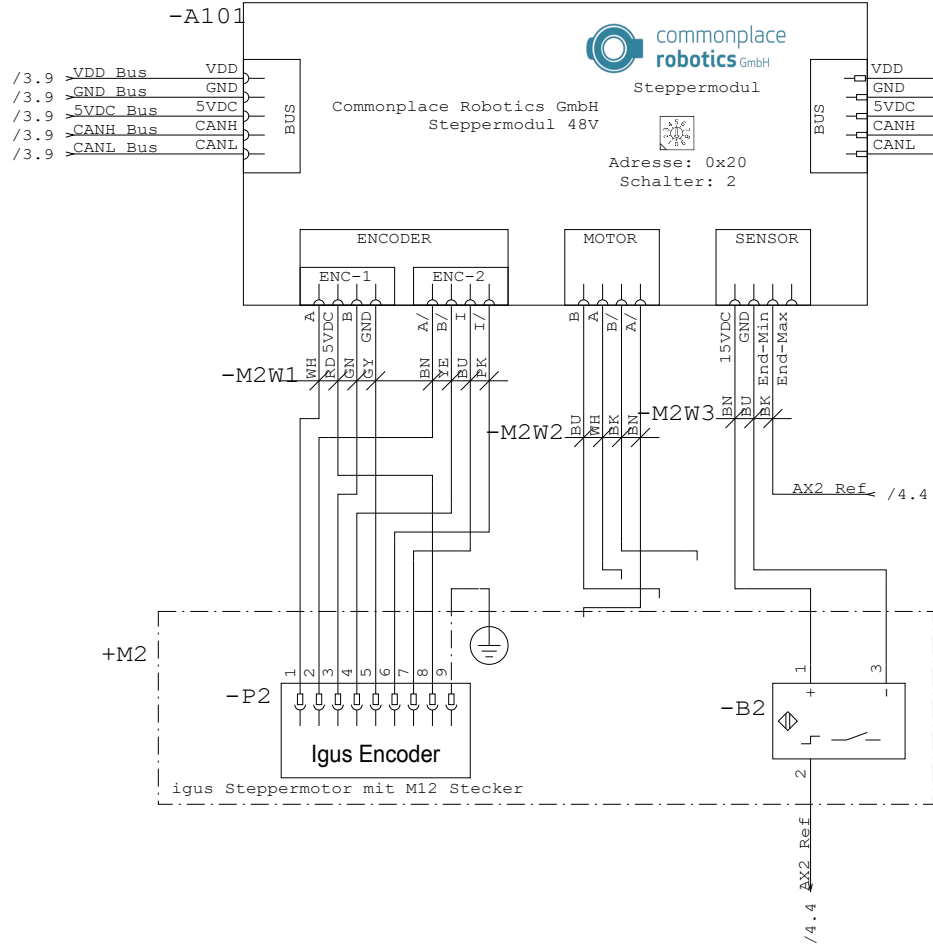 -A101
commonplace
robotics GmbH
Steppermodul
Commonplace Robotics GmbH
Steppermodul 48V
Adresse: 0x20
Schalter: 2
/3.9 VDD Bus VDD
/3.9 GND Bus GND
/3.9 5VDC Bus 5VDC
/3.9 CANH Bus CANH
/3.9 CANL Bus CANL
BUS
BUS
VDD
GND
5VDC
CANH
CANL
ENCODER
MOTOR
SENSOR
ENC-1
ENC-2
A
5VDC
B
GND
A/
B/
I
I/
B
A
B/
A/
15VDC
GND
End-Min
End-Max
-M2W1
WH
RD
GN
GY
BN
YE
BU
PK
-M2W2
BU
WH
BK
BN
-M2W3
BN
BU
BK
AX2 Ref /4.4
+M2
-P2
1
2
3
4
5
6
7
8
9
Igus Encoder
igus Steppermotor mit M12 Stecker
-B2
1
3
+
-
2
AX2 Ref
/4.4